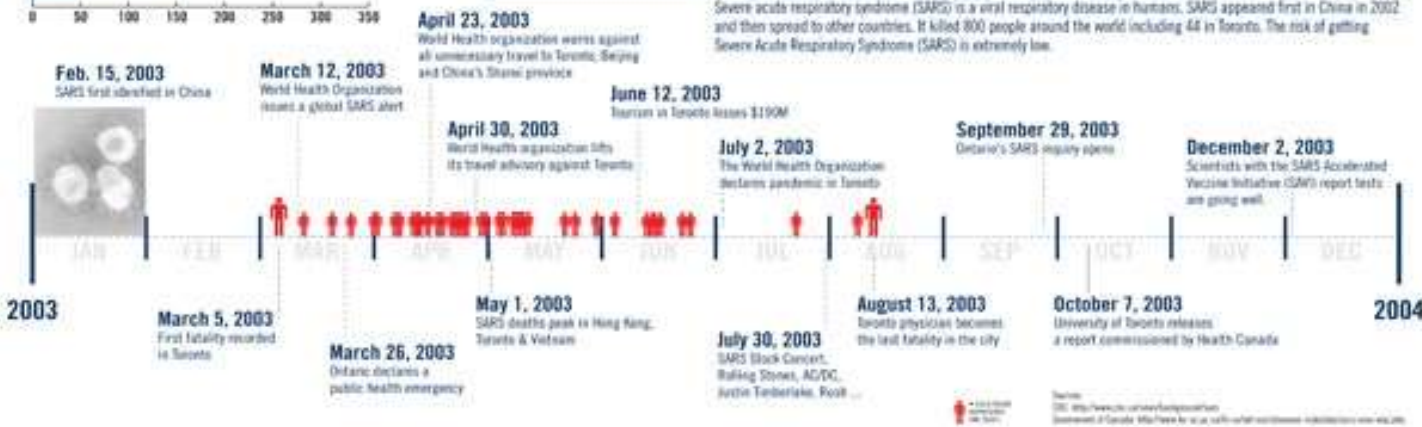 0 50 100 150 200 250 300 350
Severe acute respiratory syndrome (SARS) is a viral respiratory disease in humans. SARS appeared first in China in 2002
and then spread to other countries. It killed 800 people around the world including 44 in Toronto. The risk of getting
Severe Acute Respiratory Syndrome (SARS) is extremely low.
April 23, 2003
World Health organization warns against
all unnecessary travel to Toronto, Beijing
and China's Shanxi province
Feb. 15, 2003
SARS first identified in China
March 12, 2003
World Health Organization
issues a global SARS alert
June 12, 2003
Tourism in Toronto losses $190M
April 30, 2003
World Health organization lifts
its travel advisory against Toronto
July 2, 2003
The World Health Organization
declares pandemic in Toronto
September 29, 2003
Ontario's SARS inquiry opens
December 2, 2003
Scientists with the SARS Accelerated
Vaccine Initiative (SAVI) report tests
are going well
JAN FEB MAR APR MAY JUN JUL AUG SEP OCT NOV DEC
2003
2004
March 5, 2003
First fatality recorded
in Toronto
March 26, 2003
Ontario declares a
public health emergency
May 1, 2003
SARS deaths peak in Hong Kong,
Toronto & Vietnam
July 30, 2003
SARS Stock Concert,
Rolling Stones, AC/DC,
Justin Timberlake, Rush ...
August 13, 2003
Toronto physician becomes
the last fatality in the city
October 7, 2003
University of Toronto releases
a report commissioned by Health Canada
Sources